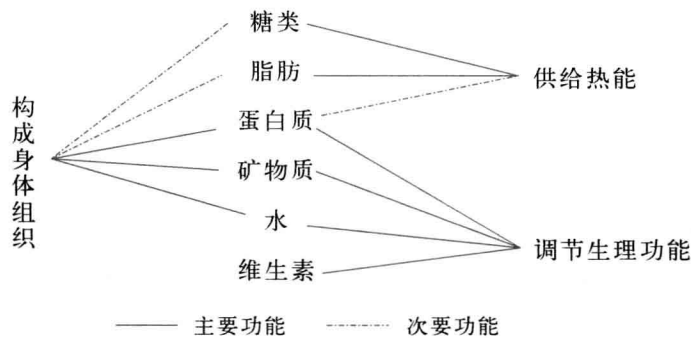 构成身体组织
糖类
脂肪
蛋白质
矿物质
水
维生素
供给热能
调节生理功能
主要功能
次要功能